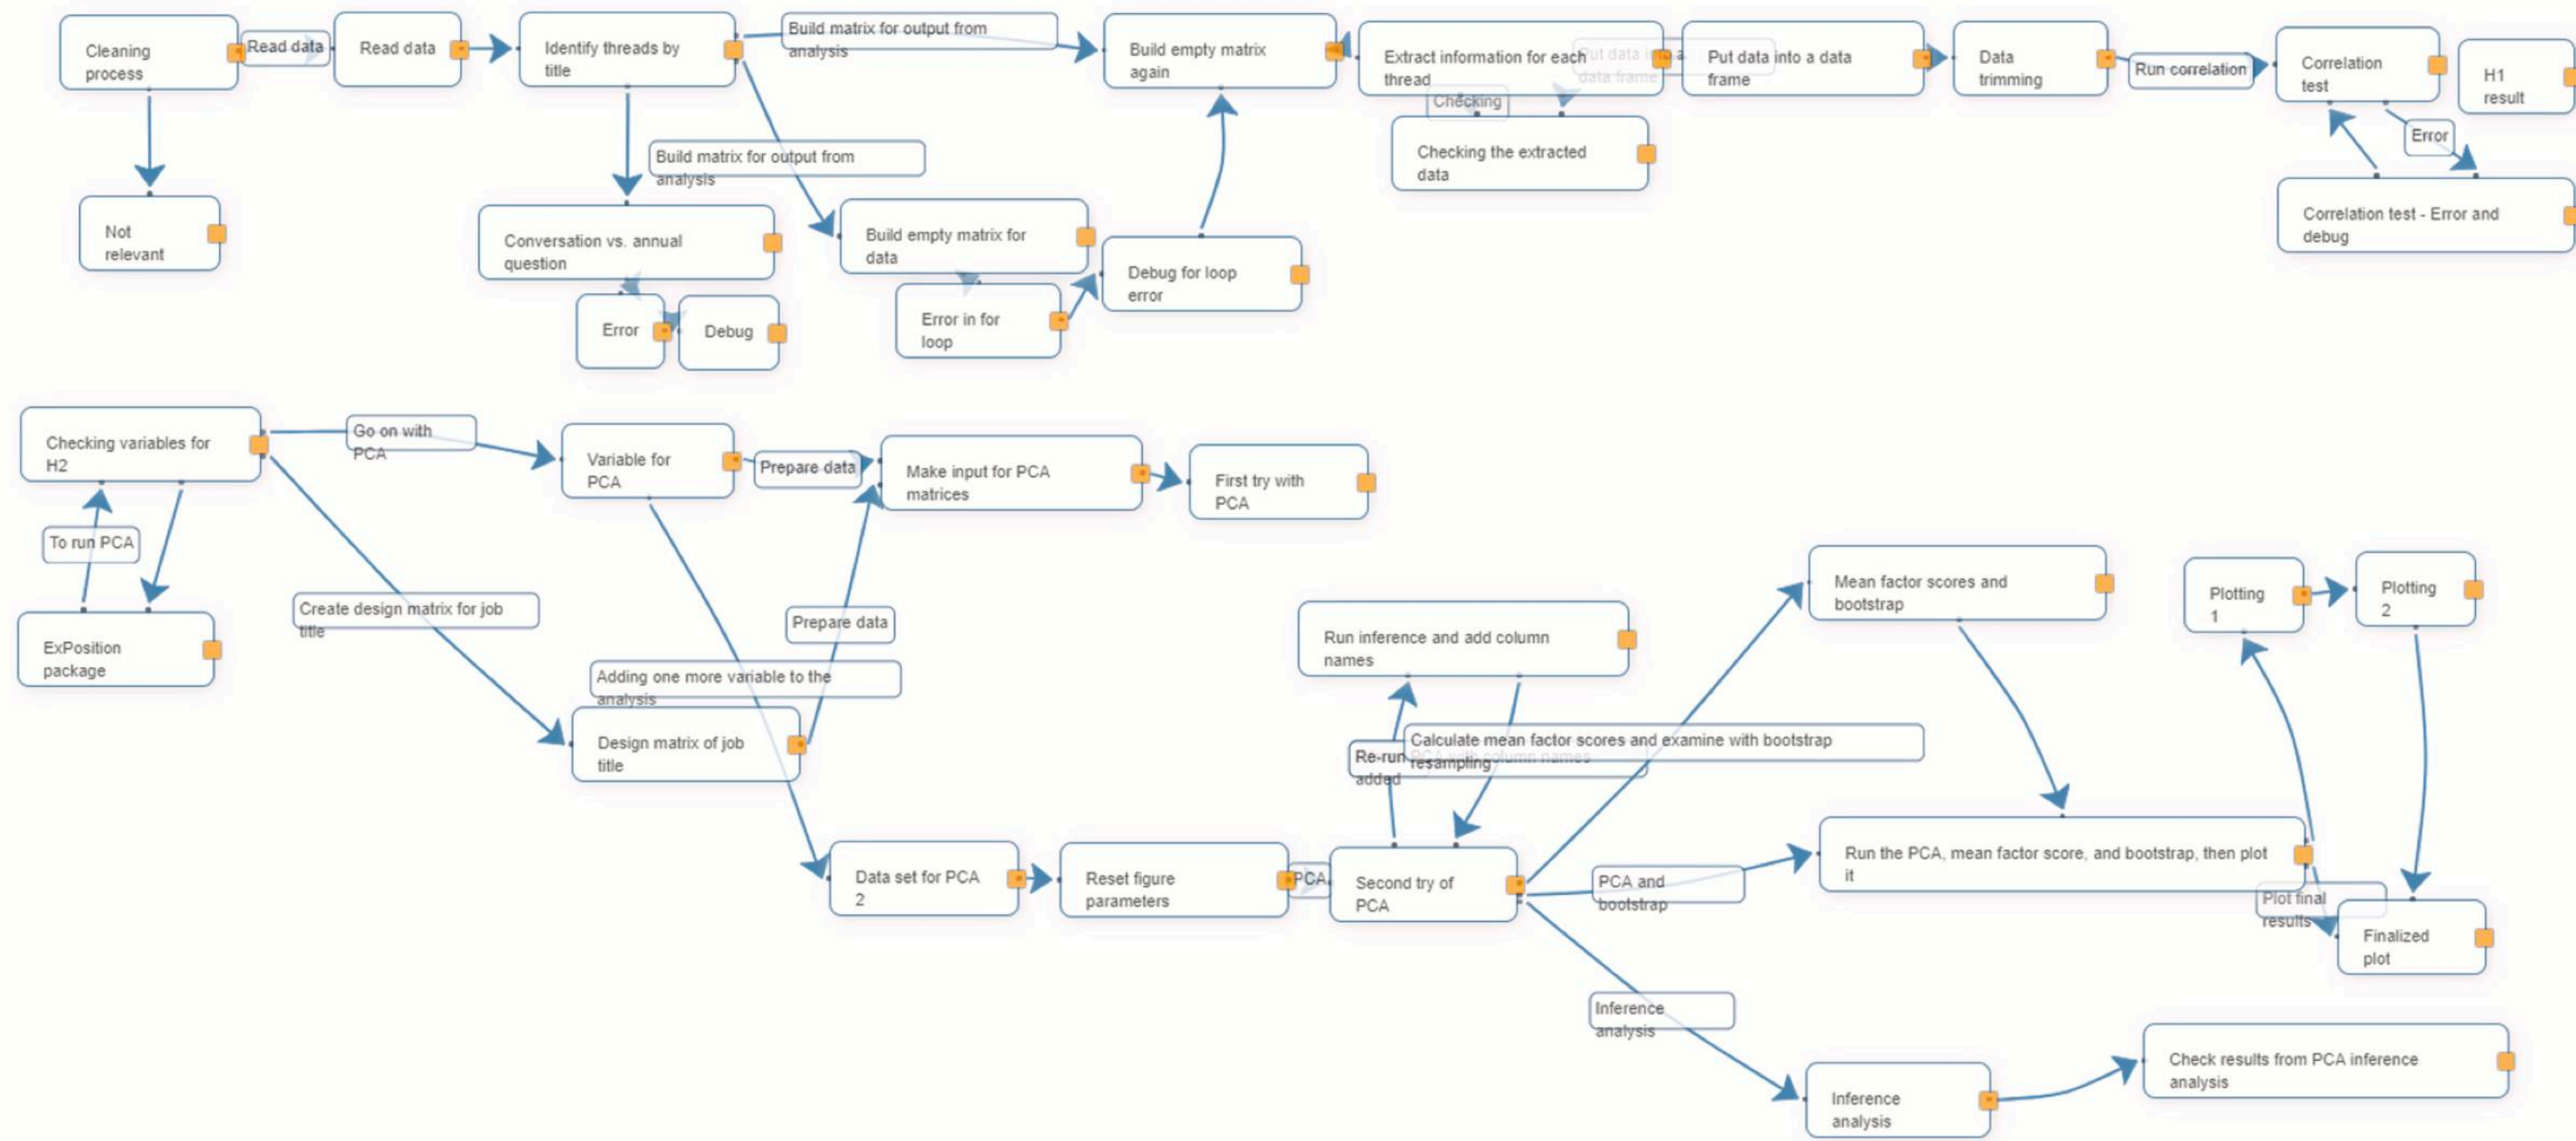 Cleaning
process
Read data
Read data
Identify threads by
title
Build matrix for output from
analysis
Build empty matrix
again
Extract information for each
thread
Put data into a
data frame
Put data into a data
frame
Data
trimming
Run correlation
Correlation
test
H1
result
Checking
Checking the extracted
data
Error
Correlation test - Error and
debug
Build matrix for output from
analysis
Not
relevant
Conversation vs. annual
question
Build empty matrix for
data
Debug for loop
error
Error
Debug
Error in for
loop
Checking variables for
H2
Go on with
PCA
Variable for
PCA
Prepare data
Make input for PCA
matrices
First try with
PCA
To run PCA
ExPosition
package
Create design matrix for job
title
Prepare data
Adding one more variable to the
analysis
Design matrix of job
title
Run inference and add column
names
Mean factor scores and
bootstrap
Plotting
1
Plotting
2
Calculate mean factor scores and examine with bootstrap
resampling
Re-run PCA with column names
added
Data set for PCA
2
Reset figure
parameters
PCA
Second try of
PCA
PCA and
bootstrap
Run the PCA, mean factor score, and bootstrap, then plot
it
Plot final
results
Finalized
plot
Inference
analysis
Inference
analysis
Check results from PCA inference
analysis